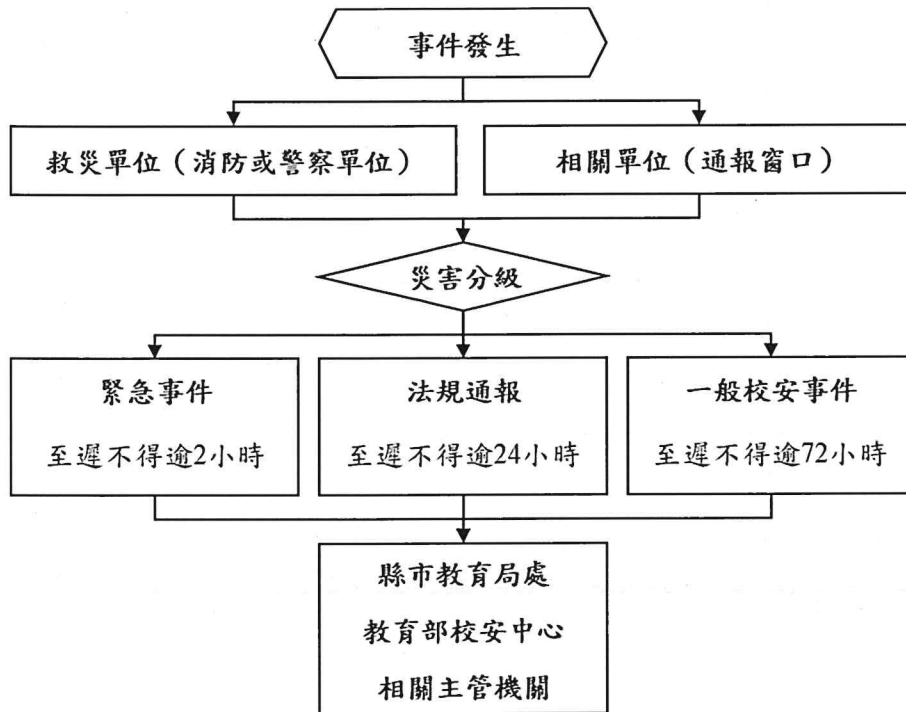 事件發生
救災單位（消防或警察單位）
相關單位（通報窗口）
災害分級
緊急事件
至遲不得逾2小時
法規通報
至遲不得逾24小時
一般校安事件
至遲不得逾72小時
縣市教育局處
教育部校安中心
相關主管機關